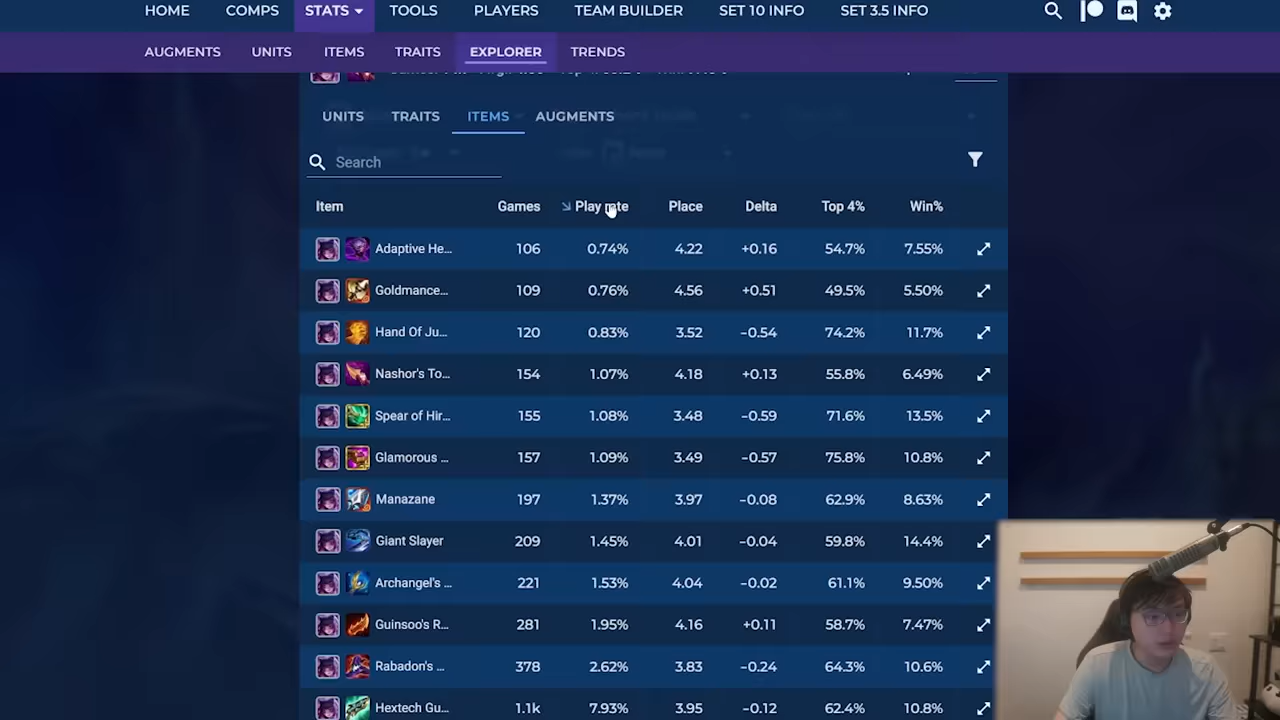 HOME COMPS STATS TOOLS PLAYERS TEAM BUILDER SET 10 INFO SET 3.5 INFO
AUGMENTS UNITS ITEMS TRAITS EXPLORER TRENDS
UNITS TRAITS ITEMS AUGMENTS
Search
Item Games Play rate Place Delta Top 4% Win%
Adaptive He... 106 0.74% 4.22 +0.16 54.7% 7.55%
Goldmance... 109 0.76% 4.56 +0.51 49.5% 5.50%
Hand Of Ju... 120 0.83% 3.52 -0.54 74.2% 11.7%
Nashor's To... 154 1.07% 4.18 +0.13 55.8% 6.49%
Spear of Hir... 155 1.08% 3.48 -0.59 71.6% 13.5%
Glamorous ... 157 1.09% 3.49 -0.57 75.8% 10.8%
Manazane 197 1.37% 3.97 -0.08 62.9% 8.63%
Giant Slayer 209 1.45% 4.01 -0.04 59.8% 14.4%
Archangel's ... 221 1.53% 4.04 -0.02 61.1% 9.50%
Guinsoo's R... 281 1.95% 4.16 +0.11 58.7% 7.47%
Rabadon's ... 378 2.62% 3.83 -0.24 64.3% 10.6%
Hextech Gu... 1.1k 7.93% 3.95 -0.12 62.4% 10.8%